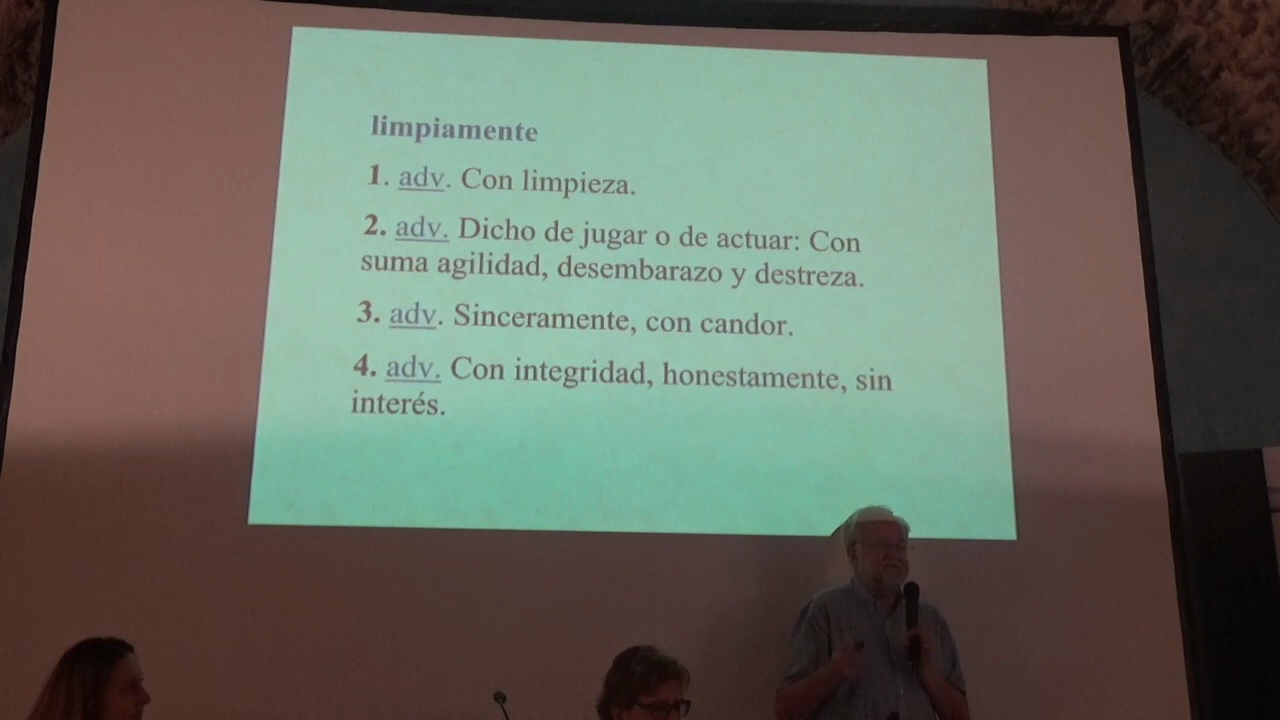 limpiamente
1. adv. Con limpieza.
2. adv. Dicho de jugar o de actuar: Con
suma agilidad, desembarazo y destreza.
3. adv. Sinceramente, con candor.
4. adv. Con integridad, honestamente, sin
interés.